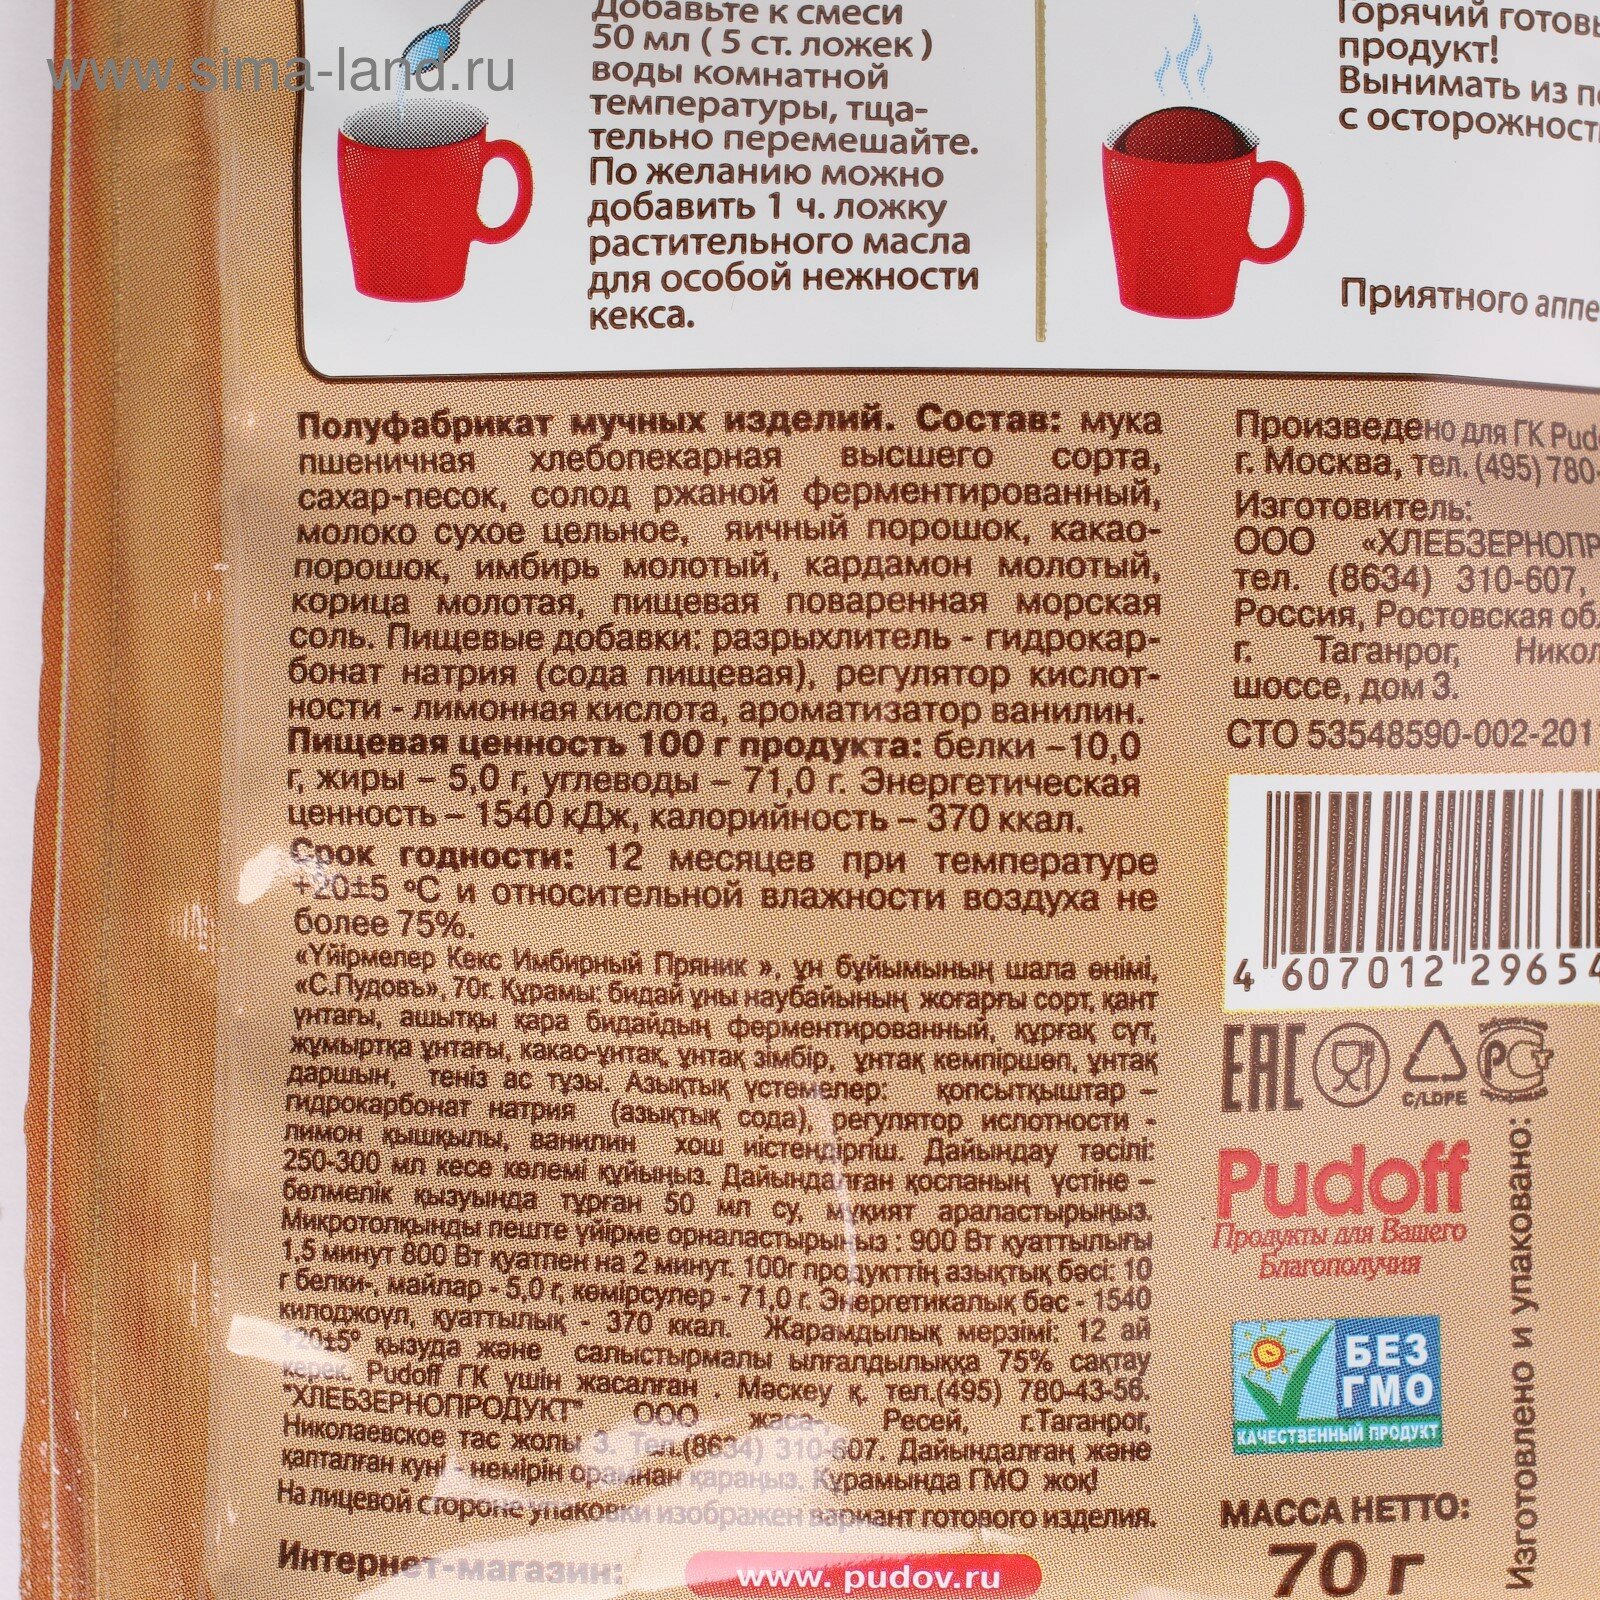 www.sima-land.ru
Добавьте к смеси
50 мл ( 5 ст. ложек )
воды комнатной
температуры, тща-
тельно перемешайте.
По желанию можно
добавить 1 ч. ложку
растительного масла
для особой нежности
кекса.
Горячий
продукт!
Вынимать из
с
Приятного
Полуфабрикат мучных изделий. Состав: мука
пшеничная хлебопекарная высшего сорта,
сахар-песок, солод ржаной ферментированный,
молоко сухое цельное, яичный порошок, какао-
порошок, имбирь молотый, кардамон молотый,
корица молотая, пищевая поваренная морская
соль. Пищевые добавки: разрыхлитель - гидрокар-
бонат натрия (сода пищевая), регулятор кислот-
ности - лимонная кислота, ароматизатор ванилин.
Пищевая ценность 100 г продукта: белки –10,0
г, жиры – 5,0 г, углеводы – 71,0 г. Энергетическая
ценность – 1540 кДж, калорийность – 370 ккал.
Срок годности: 12 месяцев при температуре
+20±5 °С и относительной влажности воздуха не
более 75%.
«Үйірмелер Кекс Имбирный Пряник », ұн бұйымының шала өнімі,
«С.Пудовъ», 70г. Құрамы: бидай ұны наубайының жоғарғы сорт, қант
ұнтағы, ашытқы қара бидайдың ферментированный, құрғақ сүт,
жұмыртқа ұнтағы, какао-ұнтақ, ұнтақ зімбір, ұнтақ кемпіршөп, ұнтақ
даршын, теніз ас тұзы. Азықтық үстемелер: қопсытқыштар –
гидрокарбонат натрия (азықтық сода), регулятор ислотности -
лимон қышқылы, ванилин хош иістендіргіш. Дайындау тәсілі:
250-300 мл кесе көлемі құйыңыз. Дайындалған қоспаның үстіне –
бөлмелік қызуында тұрған 50 мл су, мұқият араластырыңыз.
Микротолқынды пеште үйірме орналастырыңыз : 900 Вт қуаттылығы
1,5 минут 800 Вт қуатпен на 2 минут. 100г продукттің азықтық бәсі: 10
г белки-, майлар - 5,0 г, көмірсулер - 71,0 г. Энергетикалық бәс - 1540
килоджоүл, қуаттылық - 370 ккал. Жарамдылық мерзімі: 12 ай
+20±5° қызуда және салыстырмалы ылғалдылыққа 75% сақтау
керек. Pudoff ГК үшін жасалған . Мәскеу қ. тел.(495) 780-43-56.
"ХЛЕБЗЕРНОПРОДУКТ" ООО жаса-, Ресей, г.Таганрог,
Николаевское тас жолы 3. Тел.(8634) 310-607. Дайындалған және
қапталған күні - немірін орамнан қараңыз. Құрамында ГМО жоқ!
На лицевой стороне упаковки изображен вариант готового изделия.
Интернет-магазин: www. pudov.ru
Произведено для ГК
г. Москва, тел. (495)
Изготовитель:
ООО
тел. (8634) 310-607,
Россия, Ростовская
г. Таганрог,
шоссе, дом 3.
СТО 53548590-002-201
4 607012 29654
EAC
C/LDPE
РСТ
Pudoff
Продукты для Вашего
Благополучия
БЕЗ
ГМО
КАЧЕСТВЕННЫЙ ПРОДУКТ
МАССА НЕТТО:
70 г
Изготовлено и упаковано: